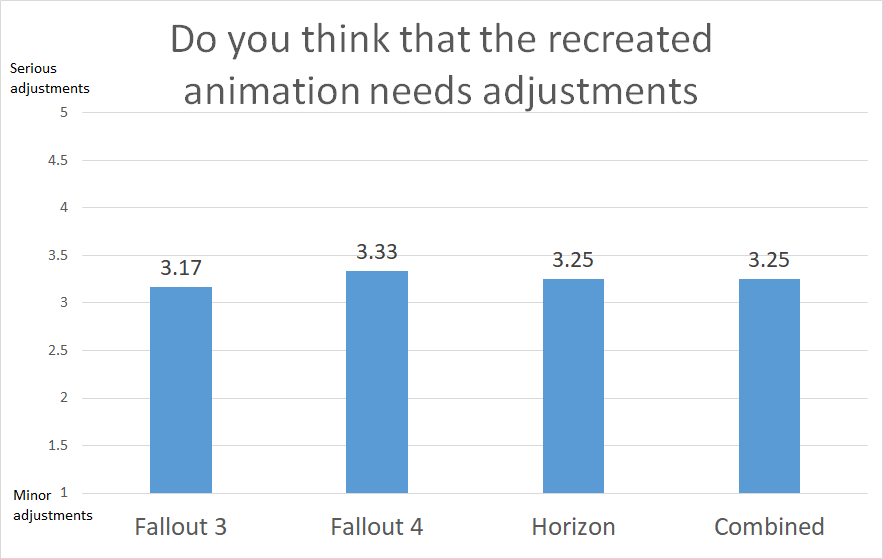 Do you think that the recreated
animation needs adjustments
Serious
adjustments
5
4.5
4
3.5
3
2.5
2
1.5
1
Minor
adjustments
3.17
3.33
3.25
3.25
Fallout 3
Fallout 4
Horizon
Combined